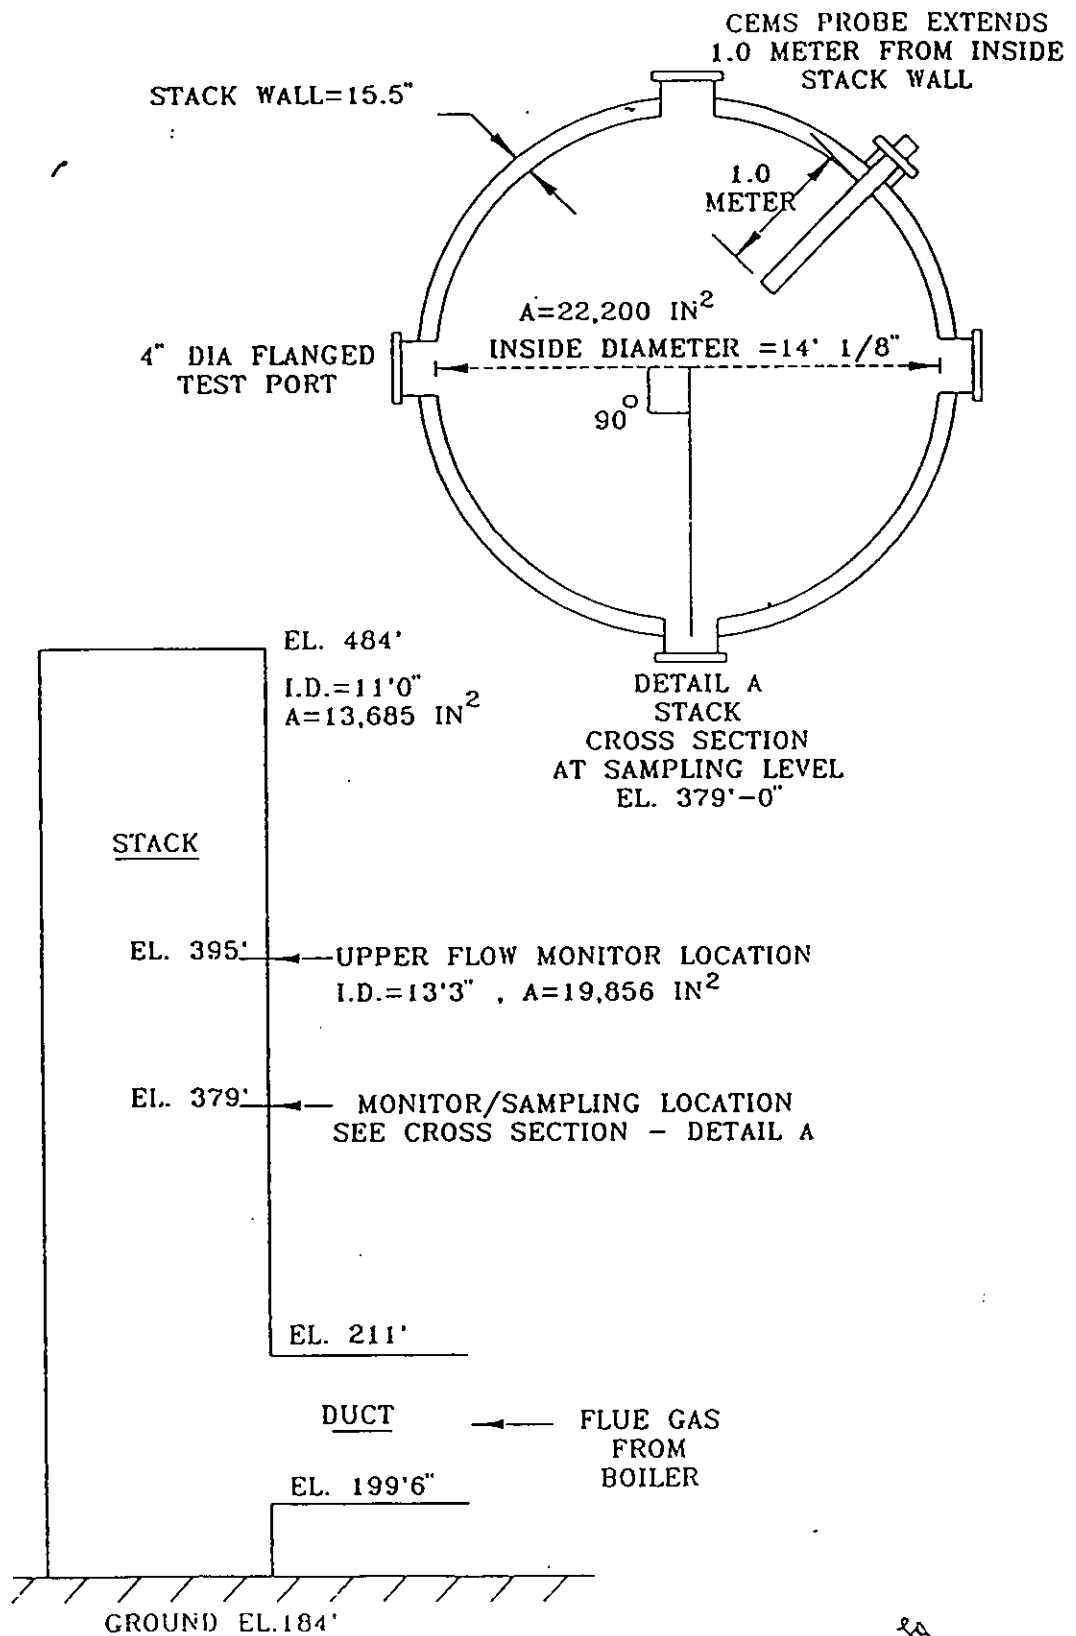 CEMS PROBE EXTENDS
1.0 METER FROM INSIDE
STACK WALL
STACK WALL=15.5"
1.0
METER
A=22,200 IN²
INSIDE DIAMETER =14' 1/8"
4" DIA FLANGED
TEST PORT
90°
DETAIL A
STACK
CROSS SECTION
AT SAMPLING LEVEL
EL. 379'-0"
EL. 484'
I.D.=11'0"
A=13,685 IN²
STACK
EL. 395'
UPPER FLOW MONITOR LOCATION
I.D.=13'3" , A=19,856 IN²
EL. 379'
MONITOR/SAMPLING LOCATION
SEE CROSS SECTION - DETAIL A
EL. 211'
DUCT
FLUE GAS
FROM
BOILER
EL. 199'6"
GROUND EL.184'